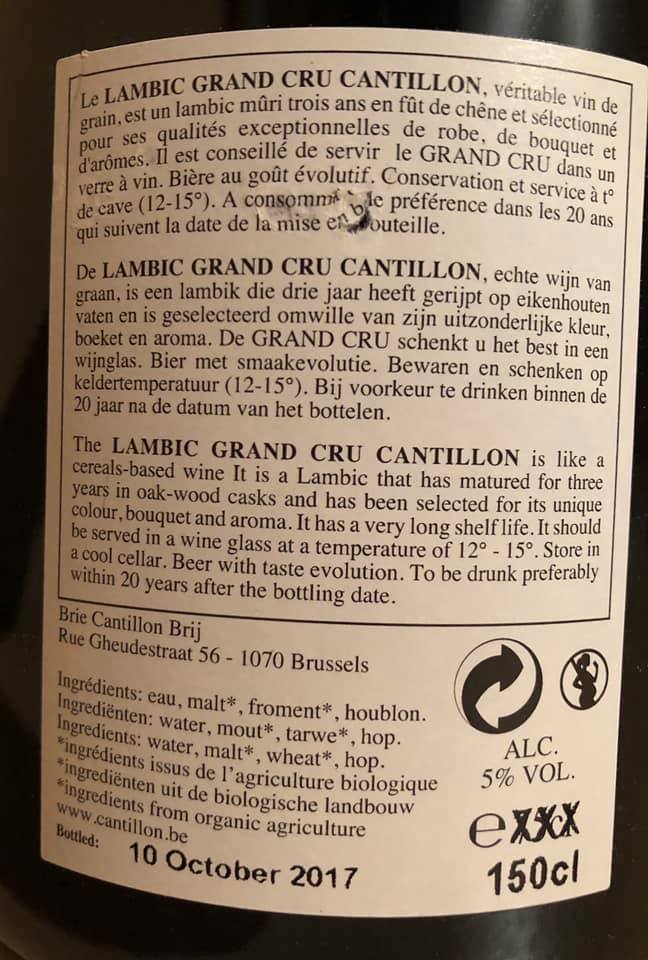 Le LAMBIC GRAND CRU CANTILLON, véritable vin de
grain, est un lambic mûri trois ans en fût de chêne et sélectionné
pour ses qualités exceptionnelles de robe, de bouquet et
d'arômes. Il est conseillé de servir le GRAND CRU dans un
verre à vin. Bière au goût évolutif. Conservation et service à t°
de cave (12-15°). A consommé de préférence dans les 20 ans
qui suivent la date de la mise en bouteille.
De LAMBIC GRAND CRU CANTILLON, echte wijn van
graan, is een lambik die drie jaar heeft gerijpt op eikenhouten
vaten en is geselecteerd omwille van zijn uitzonderlijke kleur,
boeket en aroma. De GRAND CRU schenkt u het best in een
wijnglas. Bier met smaakevolutie. Bewaren en schenken op
keldertemperatuur (12-15°). Bij voorkeur te drinken binnen de
20 jaar na de datum van het bottelen.
The LAMBIC GRAND CRU CANTILLON is like a
cereals-based wine It is a Lambic that has matured for three
years in oak-wood casks and has been selected for its unique
colour, bouquet and aroma. It has a very long shelf life. It should
be served in a wine glass at a temperature of 12° - 15°. Store in
a cool cellar. Beer with taste evolution. To be drunk preferably
within 20 years after the bottling date.
Brie Cantillon Brij
Rue Gheudestraat 56 - 1070 Brussels
Ingrédients: eau, malt*, froment*, houblon.
Ingrediënten: water, mout*, tarwe*, hop.
Ingredients: water, malt*, wheat*, hop.
*ingrédients issus de l'agriculture biologique
*ingrediënten uit de biologische landbouw
*ingredients from organic agriculture
www.cantillon.be
Bottled: 10 October 2017
ALC.
5% VOL.
e
150cl